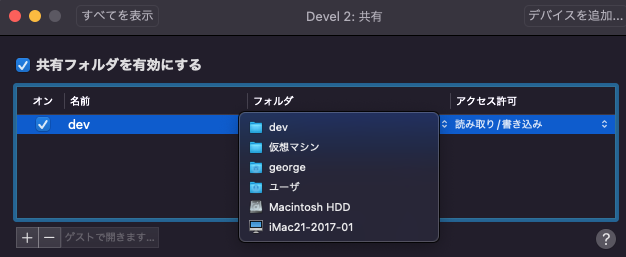 すべてを表示
Devel 2: 共有
デバイスを追加...
共有フォルダを有効にする
オン 名前 フォルダ アクセス許可
dev 読み取り/書き込み
dev
仮想マシン
george
ユーザ
Macintosh HDD
iMac21-2017-01
+ − ゲストで開きます... ?